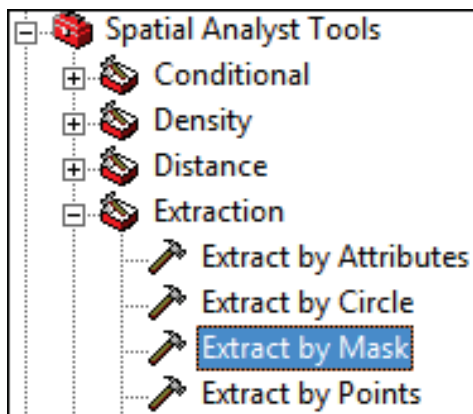 Spatial Analyst Tools
Conditional
Density
Distance
Extraction
Extract by Attributes
Extract by Circle
Extract by Mask
Extract by Points